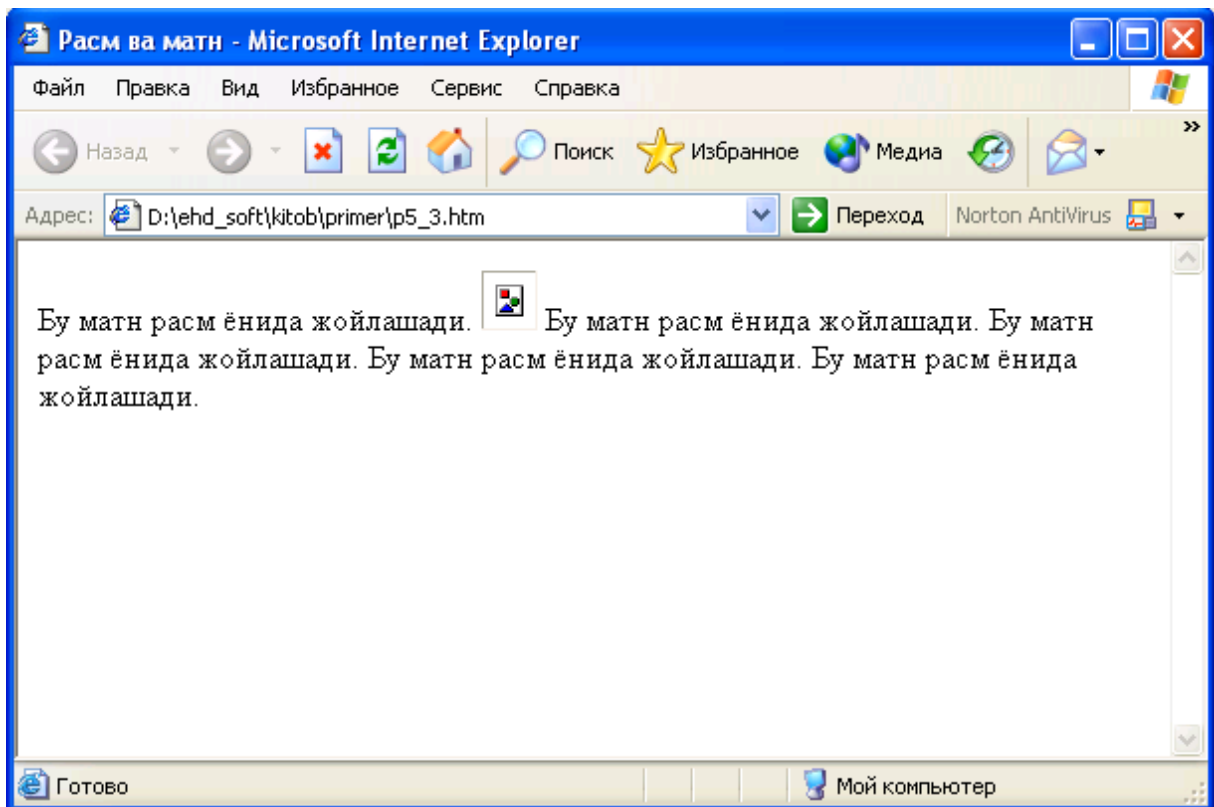 Расм ва матн - Microsoft Internet Explorer
Файл Правка Вид Избранное Сервис Справка
Назад Поиск Избранное Медиа
Адрес: D:\ehd_soft\kitob\primer\p5_3.htm Переход Norton AntiVirus
Бу матн расм ёнида жойлашади. Бу матн расм ёнида жойлашади. Бу матн
расм ёнида жойлашади. Бу матн расм ёнида жойлашади. Бу матн расм ёнида
жойлашади.
Готово Мой компьютер